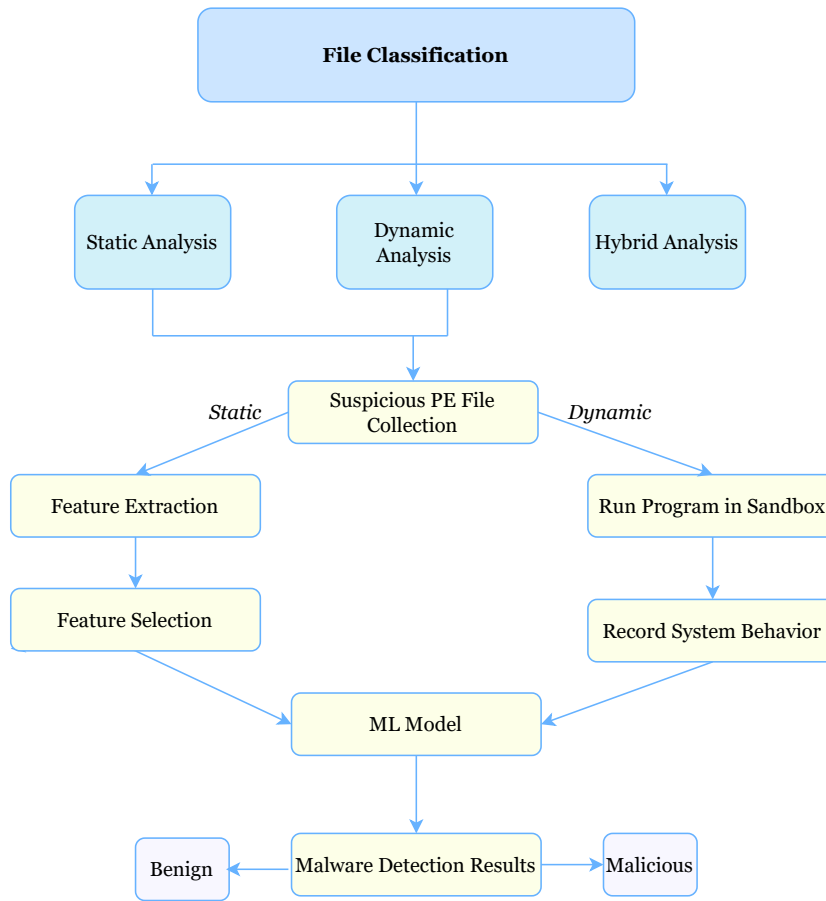 File Classification
Static Analysis
Dynamic
Analysis
Hybrid Analysis
Suspicious PE File
Collection
Static
Dynamic
Feature Extraction
Run Program in Sandbox
Feature Selection
Record System Behavior
ML Model
Benign
Malware Detection Results
Malicious